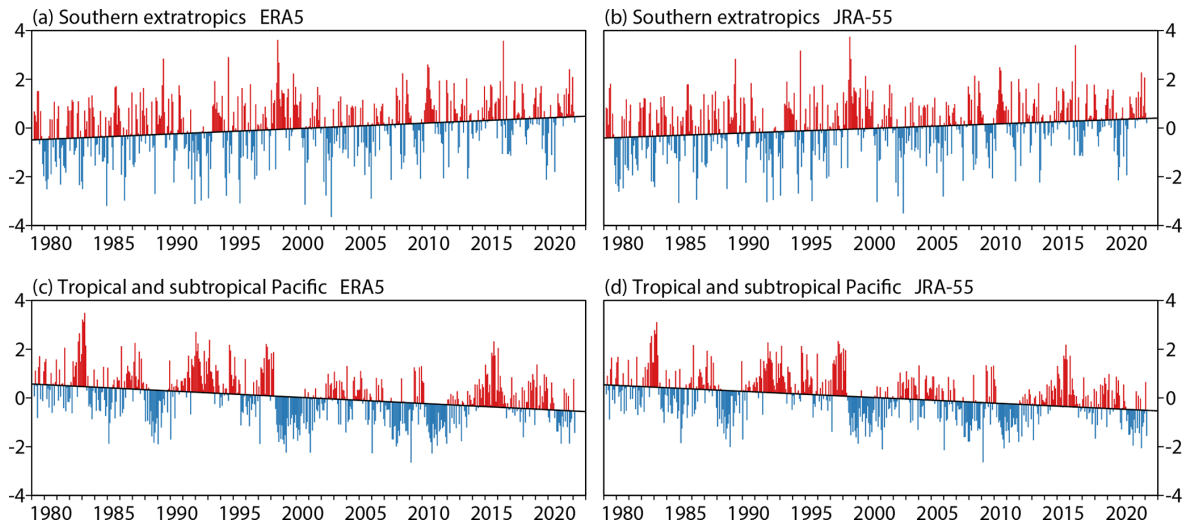 (a) Southern extratropics ERA5
4
2
0
-2
-4
1980 1985 1990 1995 2000 2005 2010 2015 2020
(b) Southern extratropics JRA-55
4
2
0
-2
-4
1980 1985 1990 1995 2000 2005 2010 2015 2020
(c) Tropical and subtropical Pacific ERA5
4
2
0
-2
-4
1980 1985 1990 1995 2000 2005 2010 2015 2020
(d) Tropical and subtropical Pacific JRA-55
4
2
0
-2
-4
1980 1985 1990 1995 2000 2005 2010 2015 2020